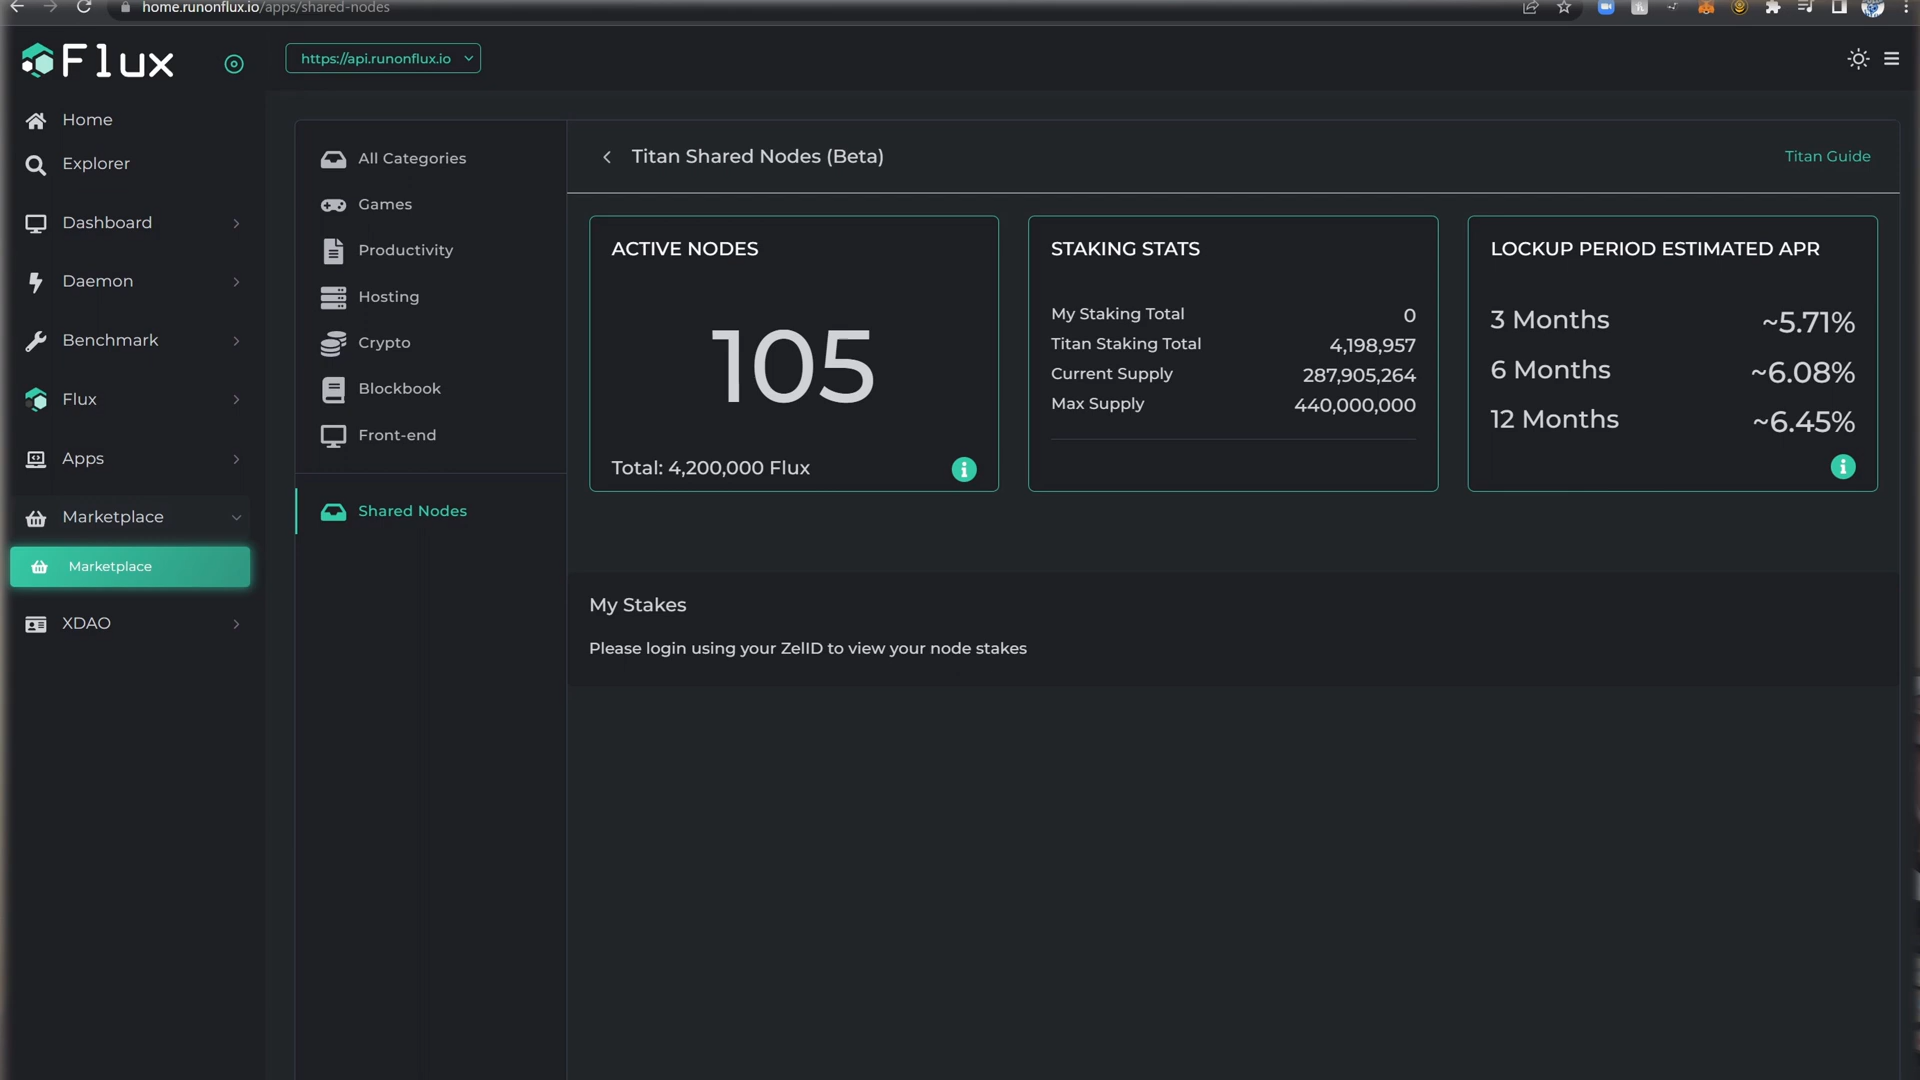 home.runonflux.io/apps/shared-nodes
Flux
https://api.runonflux.io
Home
Explorer
Dashboard
Daemon
Benchmark
Flux
Apps
Marketplace
Marketplace
XDAO
All Categories
Games
Productivity
Hosting
Crypto
Blockbook
Front-end
Shared Nodes
Titan Shared Nodes (Beta)
Titan Guide
ACTIVE NODES
105
Total: 4,200,000 Flux
STAKING STATS
My Staking Total 0
Titan Staking Total 4,198,957
Current Supply 287,905,264
Max Supply 440,000,000
LOCKUP PERIOD ESTIMATED APR
3 Months ~5.71%
6 Months ~6.08%
12 Months ~6.45%
My Stakes
Please login using your ZelID to view your node stakes